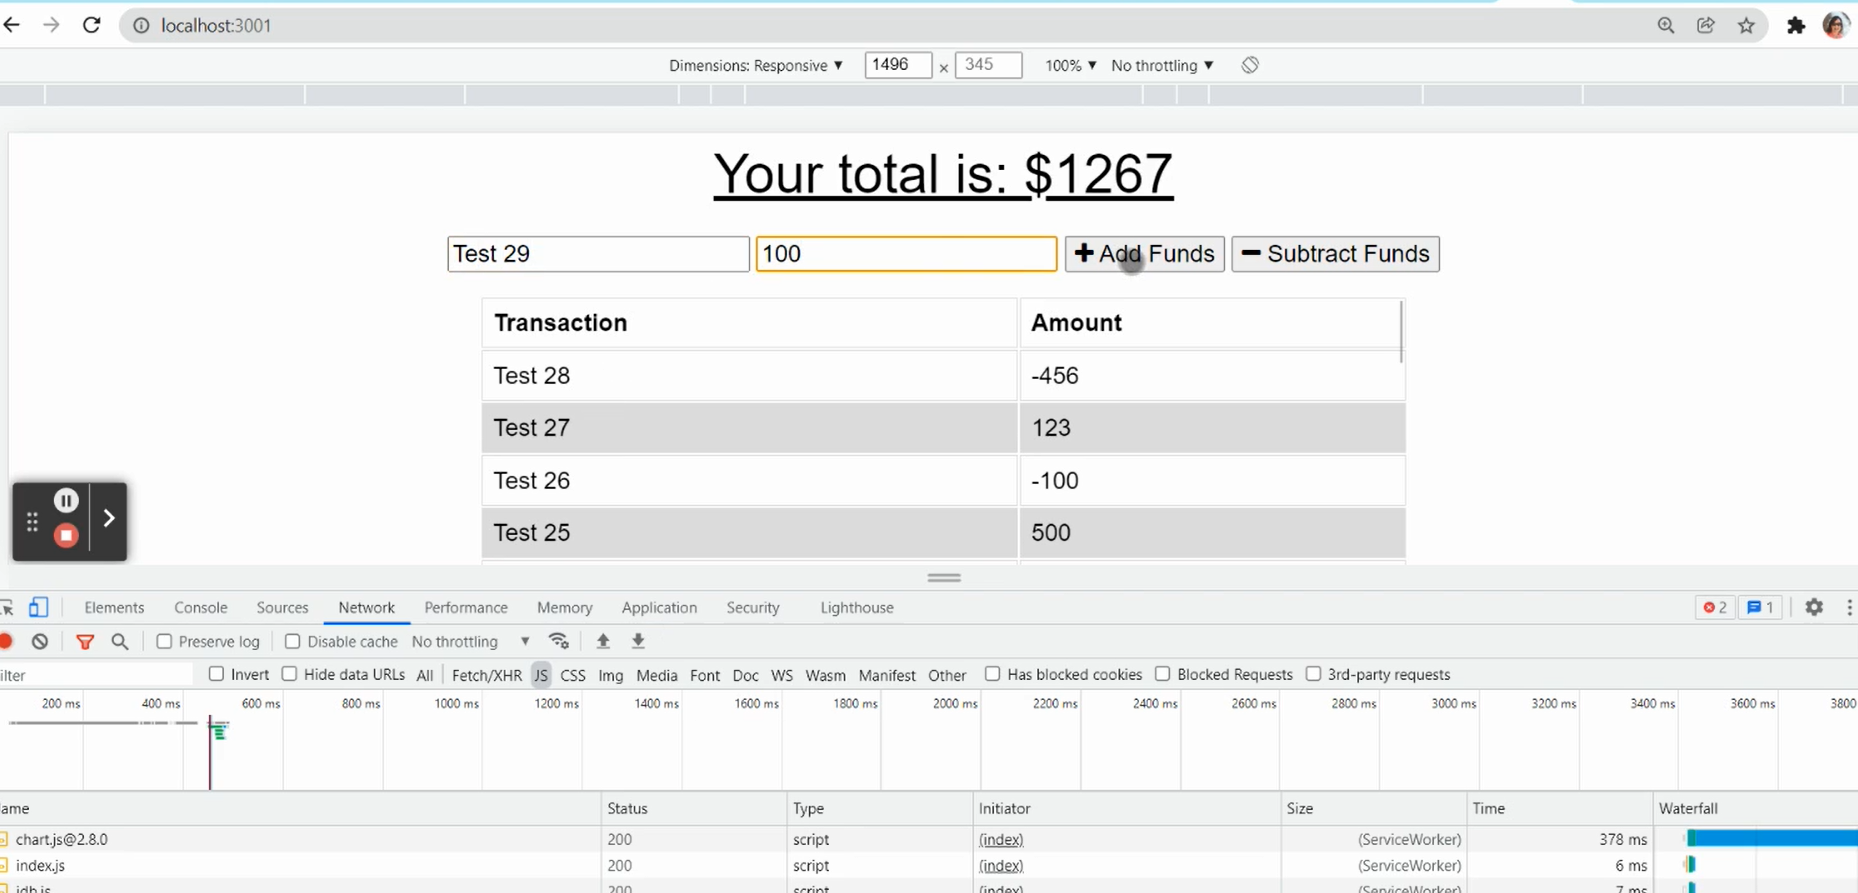 localhost:3001
Dimensions: Responsive ▼ 1496 × 345 100% ▼ No throttling ▼
Your total is: $1267
Test 29 100 Add Funds Subtract Funds
Transaction Amount
Test 28 -456
Test 27 123
Test 26 -100
Test 25 500
Elements Console Sources Network Performance Memory Application Security Lighthouse 2 1
Preserve log Disable cache No throttling ▼
ilter Invert Hide data URLs All Fetch/XHR JS CSS Img Media Font Doc WS Wasm Manifest Other Has blocked cookies Blocked Requests 3rd-party requests
200 ms 400 ms 600 ms 800 ms 1000 ms 1200 ms 1400 ms 1600 ms 1800 ms 2000 ms 2200 ms 2400 ms 2600 ms 2800 ms 3000 ms 3200 ms 3400 ms 3600 ms 3800
ame Status Type Initiator Size Time Waterfall
chart.js@2.8.0 200 script (index) (ServiceWorker) 378 ms
index.js 200 script (index) (ServiceWorker) 6 ms
idb.js 200 script (index) (ServiceWorker) 7 ms